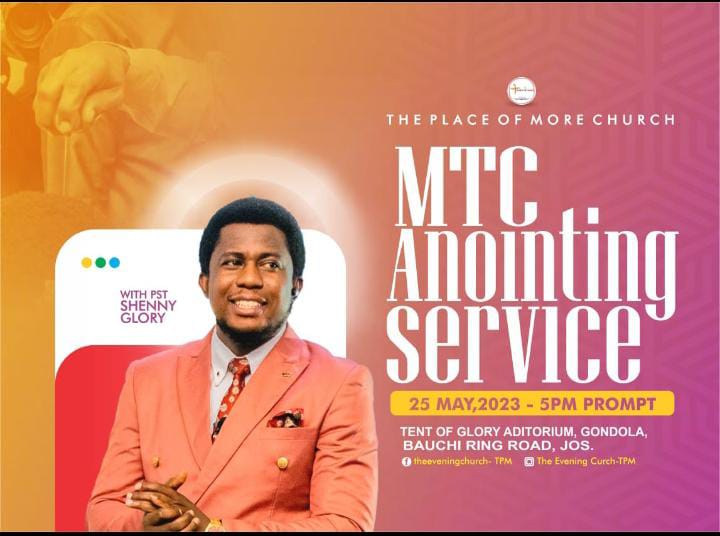 THE PLACE OF MORE CHURCH
MTC
Anointing
service
25 MAY,2023 - 5PM PROMPT
TENT OF GLORY ADITORIUM, GONDOLA,
BAUCHI RING ROAD, JOS.
theeveningchurch- TPM The Evening Curch-TPM
WITH PST
SHENNY
GLORY